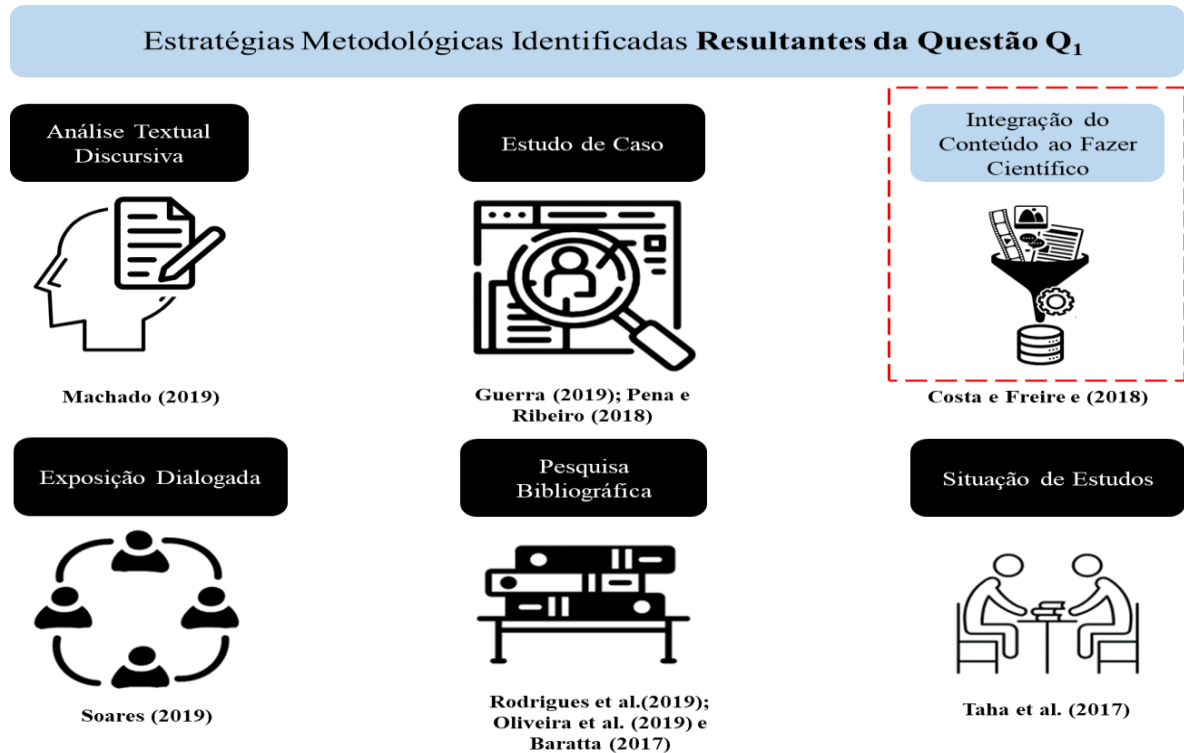 Estratégias Metodológicas Identificadas Resultantes da Questão Q₁
Análise Textual
Discursiva
Estudo de Caso
Integração do
Conteúdo ao Fazer
Científico
Machado (2019)
Guerra (2019); Pena e
Ribeiro (2018)
Costa e Freire e (2018)
Exposição Dialogada
Pesquisa
Bibliográfica
Situação de Estudos
Soares (2019)
Rodrigues et al.(2019);
Oliveira et al. (2019) e
Baratta (2017)
Taha et al. (2017)